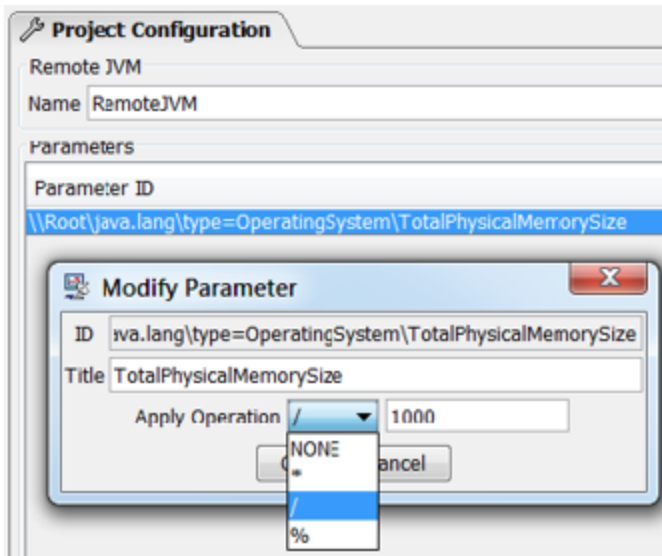 Project Configuration
Remote JVM
Name RemoteJVM
Parameters
Parameter ID
\\Root\java.lang\type=OperatingSystem\TotalPhysicalMemorySize
Modify Parameter
ID ava.lang\type=OperatingSystem\TotalPhysicalMemorySize
Title TotalPhysicalMemorySize
Apply Operation / 1000
NONE
*
/
%